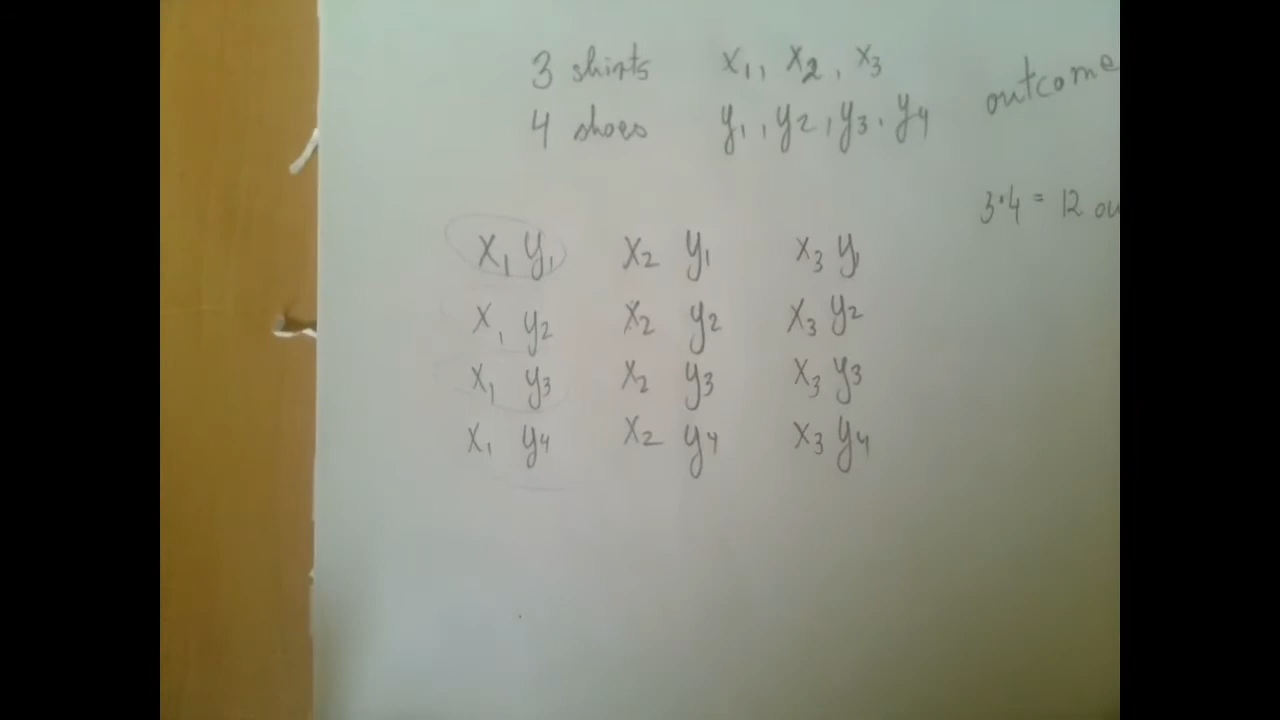 3 shirts x₁, x₂, x₃
4 shoes y₁, y₂, y₃, y₄ outcome
3·4 = 12 ou
x₁ y₁ x₂ y₁ x₃ y₁
x₁ y₂ x₂ y₂ x₃ y₂
x₁ y₃ x₂ y₃ x₃ y₃
x₁ y₄ x₂ y₄ x₃ y₄